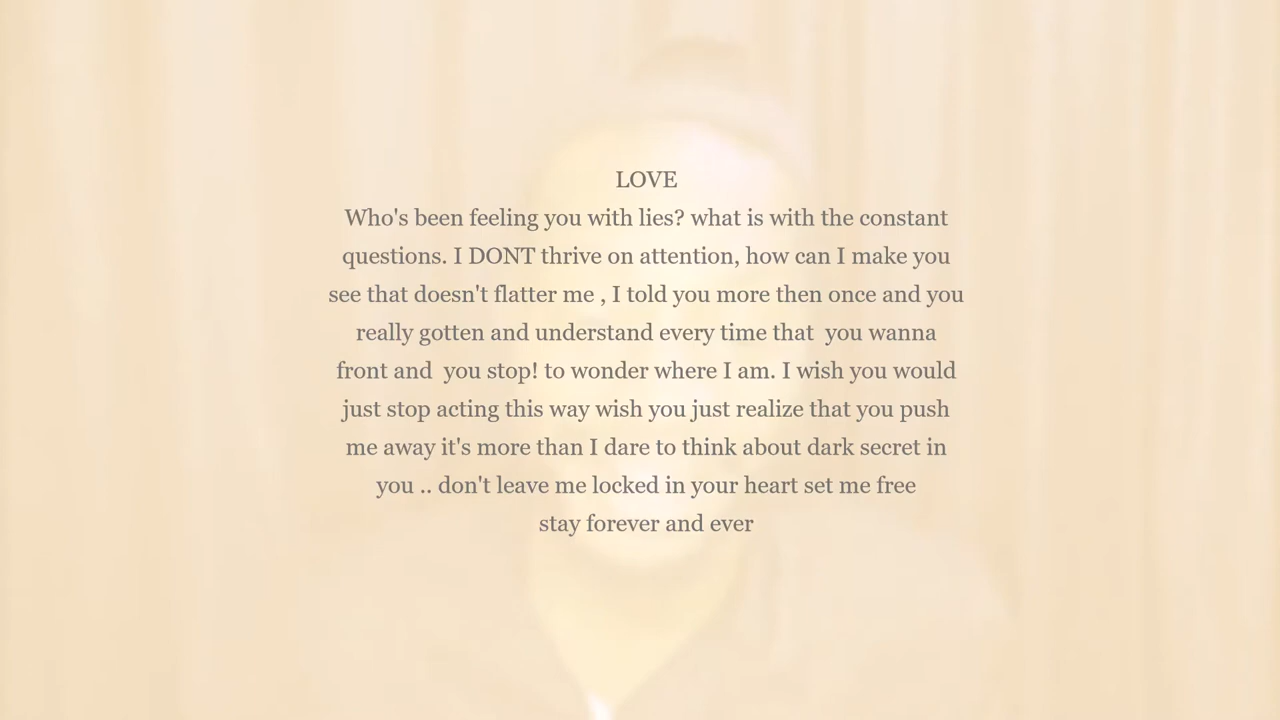 LOVE
Who's been feeling you with lies? what is with the constant
questions. I DONT thrive on attention, how can I make you
see that doesn't flatter me , I told you more then once and you
really gotten and understand every time that  you wanna
front and  you stop! to wonder where I am. I wish you would
just stop acting this way wish you just realize that you push
me away it's more than I dare to think about dark secret in
you .. don't leave me locked in your heart set me free
stay forever and ever